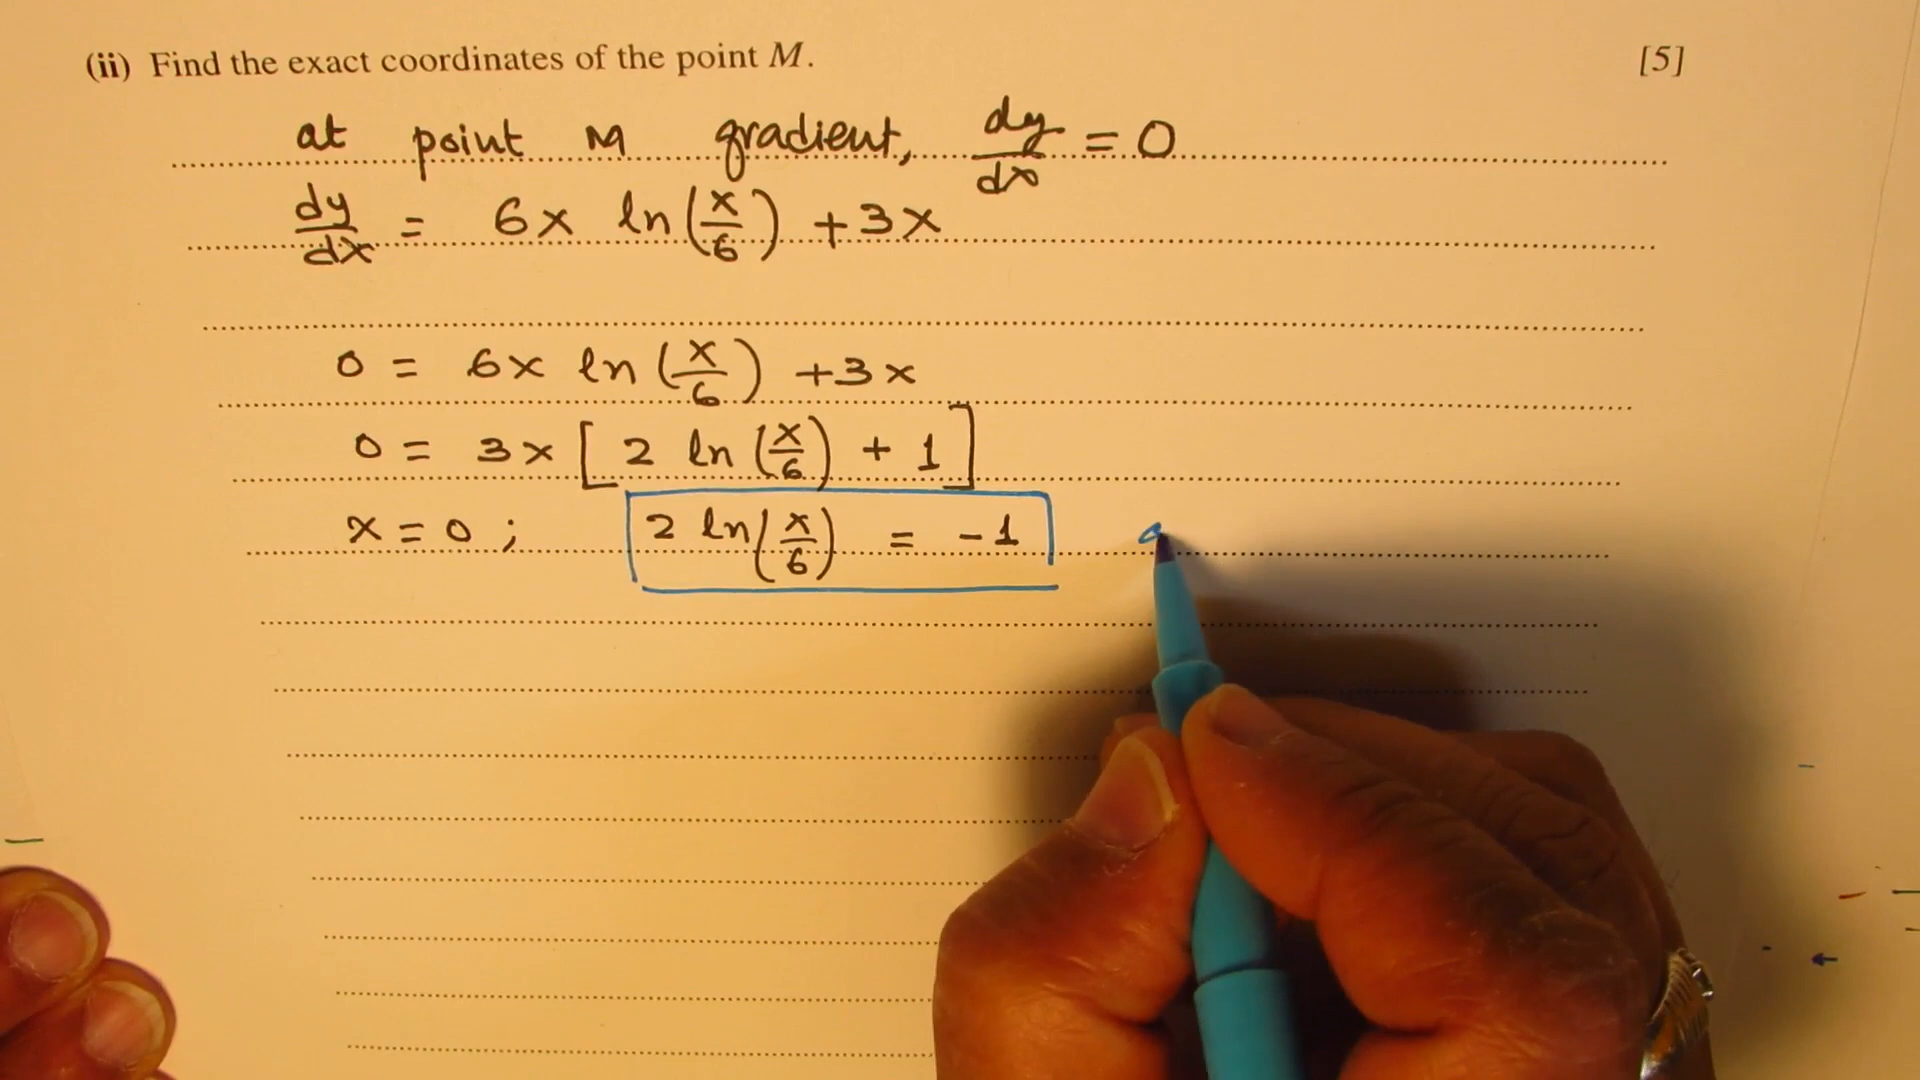 (ii) Find the exact coordinates of the point M. [5]
at point M gradient, dy/dx = 0
dy/dx = 6x ln(x/6) + 3x
0 = 6x ln(x/6) + 3x
0 = 3x [2 ln(x/6) + 1]
x = 0 ; 2 ln(x/6) = -1